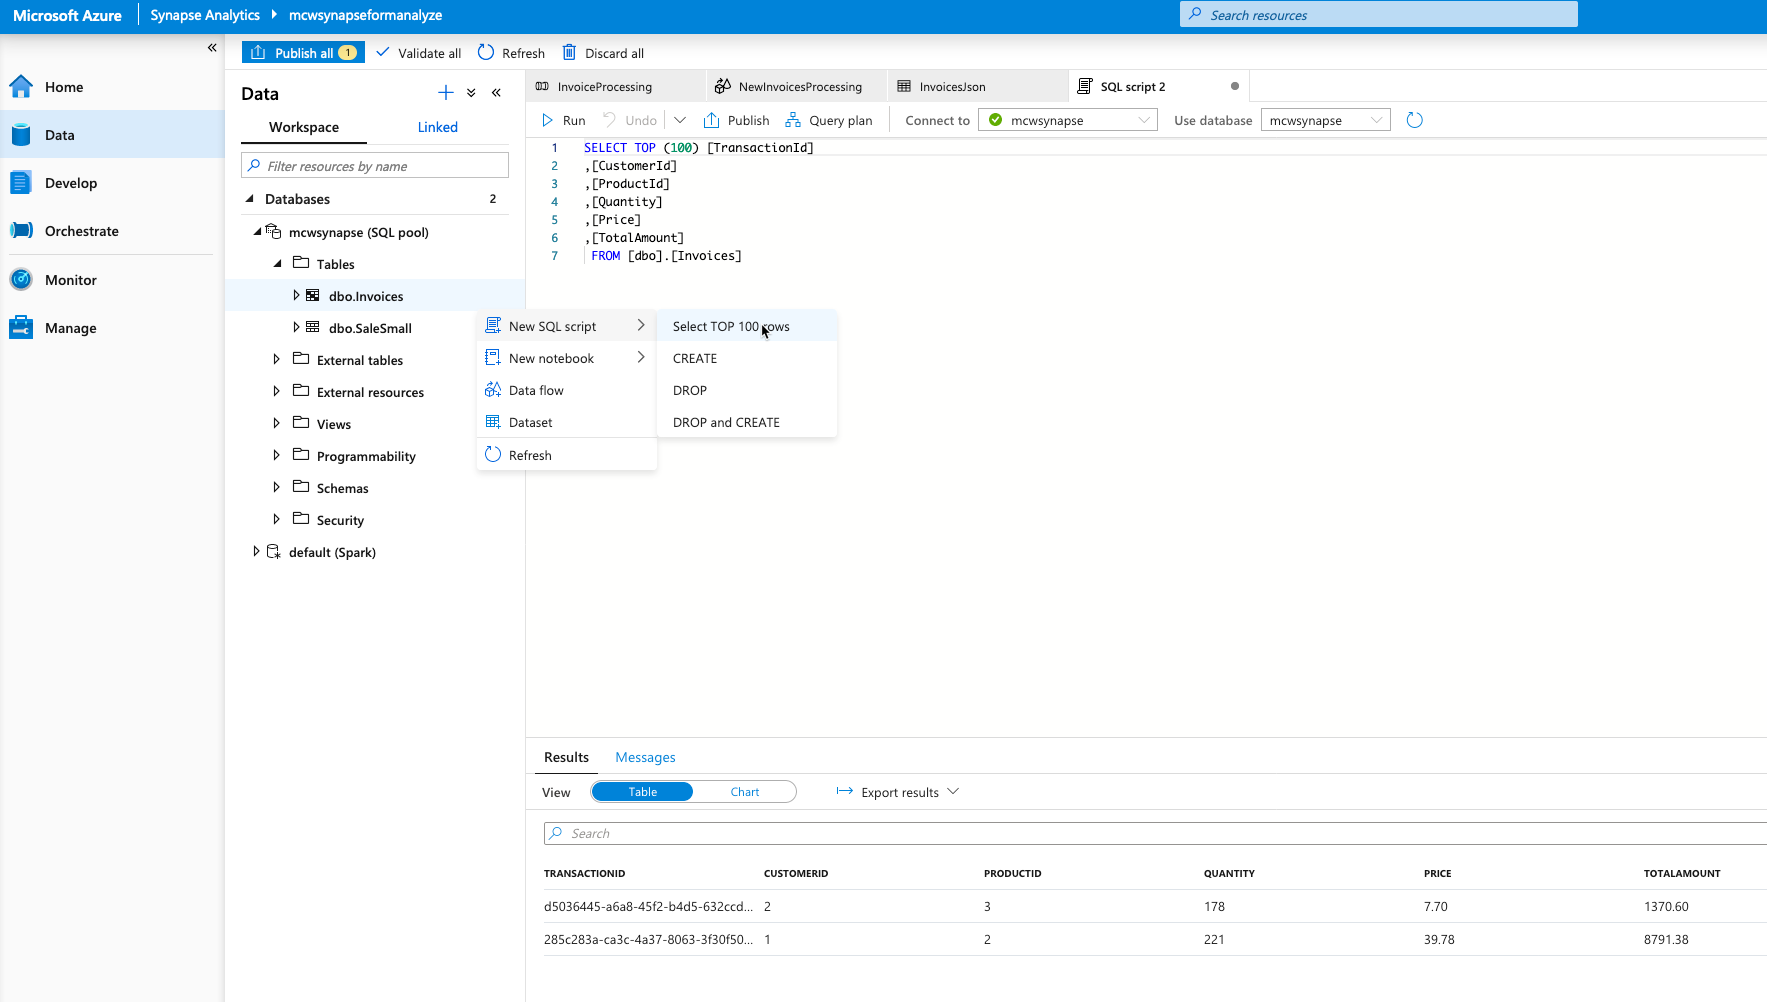 Microsoft Azure
Synapse Analytics
mcwsynapseformanalyze
Search resources
Publish all 1
Validate all
Refresh
Discard all
Home
Data
Develop
Orchestrate
Monitor
Manage
Data
Workspace
Linked
Filter resources by name
Databases 2
mcwsynapse (SQL pool)
Tables
dbo.Invoices
dbo.SaleSmall
External tables
External resources
Views
Programmability
Schemas
Security
default (Spark)
New SQL script
New notebook
Data flow
Dataset
Refresh
Select TOP 100 rows
CREATE
DROP
DROP and CREATE
InvoiceProcessing
NewInvoicesProcessing
InvoicesJson
SQL script 2
Run
Undo
Publish
Query plan
Connect to mcwsynapse
Use database mcwsynapse
1 SELECT TOP (100) [TransactionId]
2 ,[CustomerId]
3 ,[ProductId]
4 ,[Quantity]
5 ,[Price]
6 ,[TotalAmount]
7 FROM [dbo].[Invoices]
Results
Messages
View Table Chart
Export results
Search
TRANSACTIONID CUSTOMERID PRODUCTID QUANTITY PRICE TOTALAMOUNT
d5036445-a6a8-45f2-b4d5-632ccd... 2 3 178 7.70 1370.60
285c283a-ca3c-4a37-8063-3f30f50... 1 2 221 39.78 8791.38